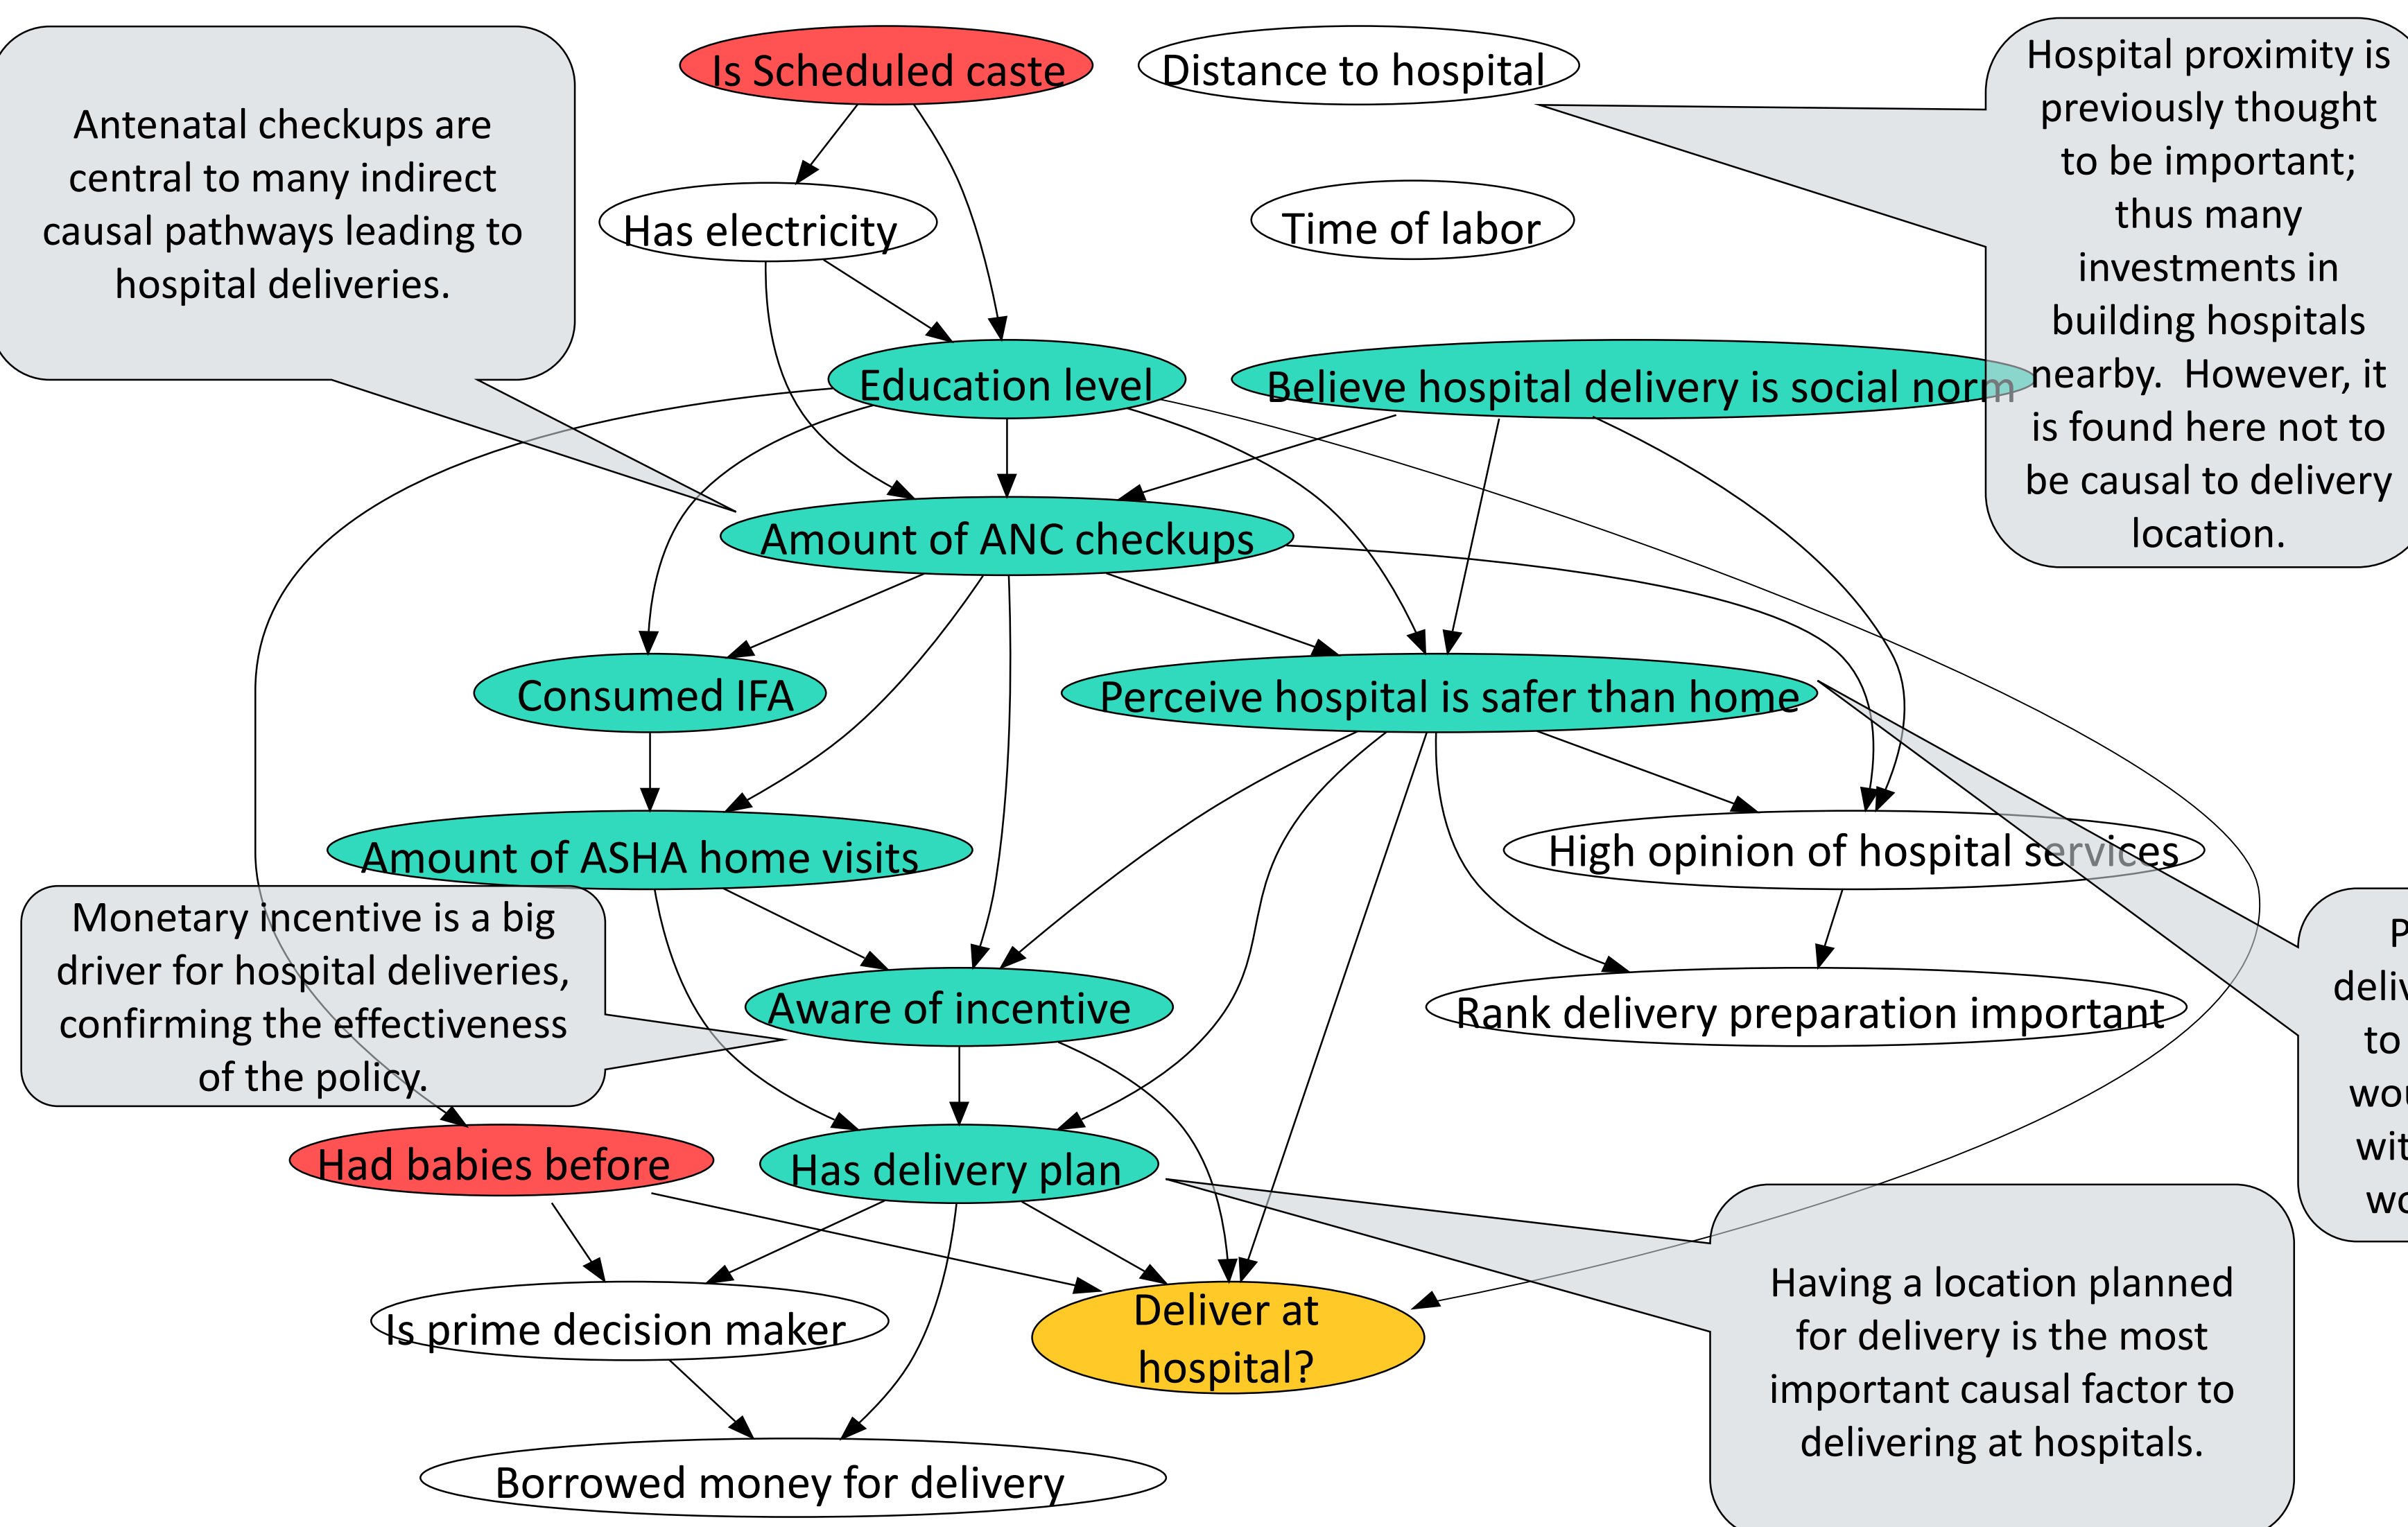 Is Scheduled caste
Distance to hospital
Hospital proximity is
previously thought
to be important;
thus many
investments in
building hospitals
nearby.  However, it
is found here not to
be causal to delivery
location.
Antenatal checkups are
central to many indirect
causal pathways leading to
hospital deliveries.
Has electricity
Time of labor
Education level
Believe hospital delivery is social norm
Amount of ANC checkups
Consumed IFA
Perceive hospital is safer than home
Amount of ASHA home visits
High opinion of hospital services
Monetary incentive is a big
driver for hospital deliveries,
confirming the effectiveness
of the policy.
Aware of incentive
Rank delivery preparation important
to
Had babies before
Has delivery plan
Having a location planned
for delivery is the most
important causal factor to
delivering at hospitals.
Is prime decision maker
Deliver at
hospital?
Borrowed money for delivery